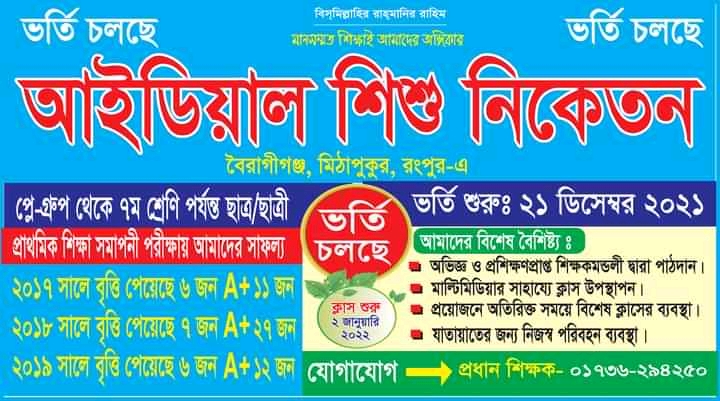 বিস্‌মিল্লাহির রাহ্‌মানির রাহিম
ভর্তি চলছে
মানসম্মত শিক্ষাই আমাদের অঙ্গিকার
ভর্তি চলছে
আইডিয়াল শিশু নিকেতন
বৈরাগীগঞ্জ, মিঠাপুকুর, রংপুর-এ
প্লে-গ্রুপ থেকে ৭ম শ্রেণি পর্যন্ত ছাত্র/ছাত্রী
ভর্তি চলছে
ভর্তি শুরুঃ ২১ ডিসেম্বর ২০২১
প্রাথমিক শিক্ষা সমাপনী পরীক্ষায় আমাদের সাফল্য
২০১৭ সালে বৃত্তি পেয়েছে ৬ জন A+ ১১ জন
২০১৮ সালে বৃত্তি পেয়েছে ৭ জন A+ ২৭ জন
২০১৯ সালে বৃত্তি পেয়েছে ৬ জন A+ ১২ জন
ক্লাস শুরু
২ জানুয়ারি
২০২২
আমাদের বিশেষ বৈশিষ্ট্য ঃ
অভিজ্ঞ ও প্রশিক্ষণপ্রাপ্ত শিক্ষকমন্ডলী দ্বারা পাঠদান।
মাল্টিমিডিয়ার সাহায্যে ক্লাস উপস্থাপন।
প্রয়োজনে অতিরিক্ত সময়ে বিশেষ ক্লাসের ব্যবস্থা।
যাতায়াতের জন্য নিজস্ব পরিবহন ব্যবস্থা।
যোগাযোগ → প্রধান শিক্ষক- ০১৭৩৬-২৯৪২৫০